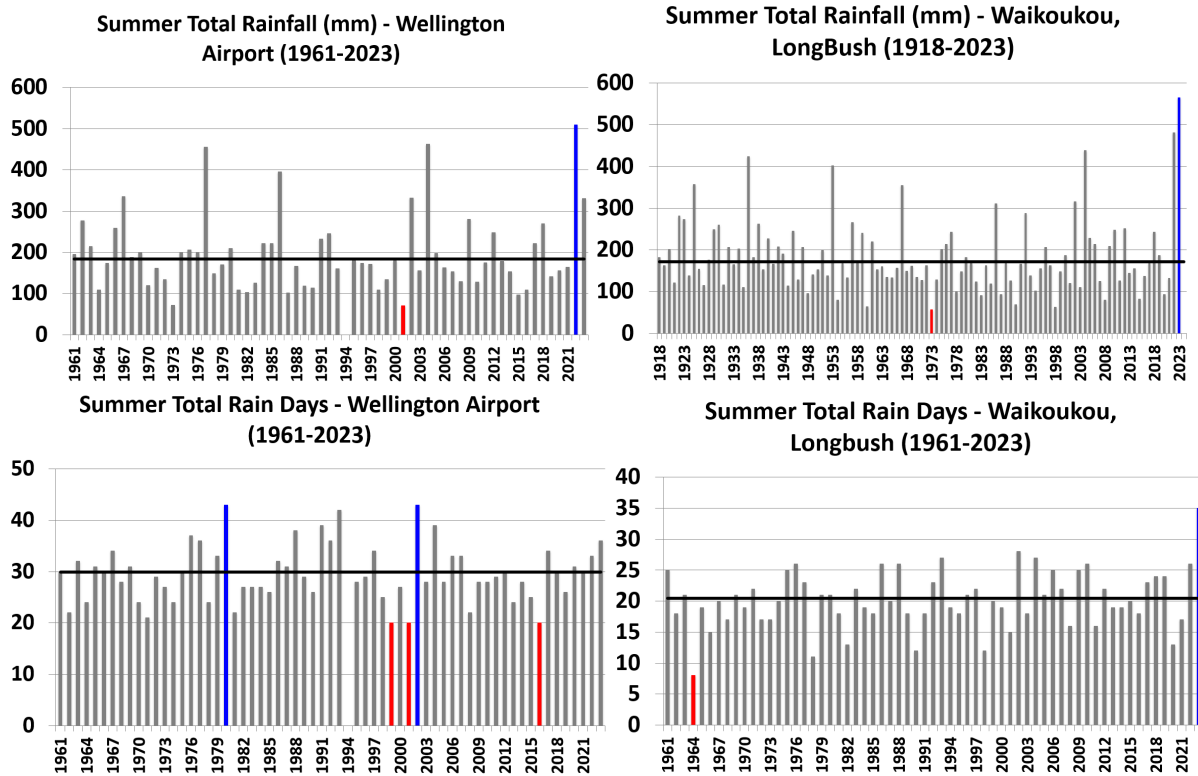 Summer Total Rainfall (mm) - Wellington
Airport (1961-2023)
600
500
400
300
200
100
0
1961 1964 1967 1970 1973 1976 1979 1982 1985 1988 1991 1994 1997 2000 2003 2006 2009 2012 2015 2018 2021
Summer Total Rainfall (mm) - Waikoukou,
LongBush (1918-2023)
600
500
400
300
200
100
0
1918 1923 1928 1933 1938 1943 1948 1953 1958 1963 1968 1973 1978 1983 1988 1993 1998 2003 2008 2013 2018 2023
Summer Total Rain Days - Wellington Airport
(1961-2023)
50
40
30
20
10
0
1961 1964 1967 1970 1973 1976 1979 1982 1985 1988 1991 1994 1997 2000 2003 2006 2009 2012 2015 2018 2021
Summer Total Rain Days - Waikoukou,
Longbush (1961-2023)
40
35
30
25
20
15
10
5
0
1961 1964 1967 1970 1973 1976 1979 1982 1985 1988 1991 1994 1997 2000 2003 2006 2009 2012 2015 2018 2021